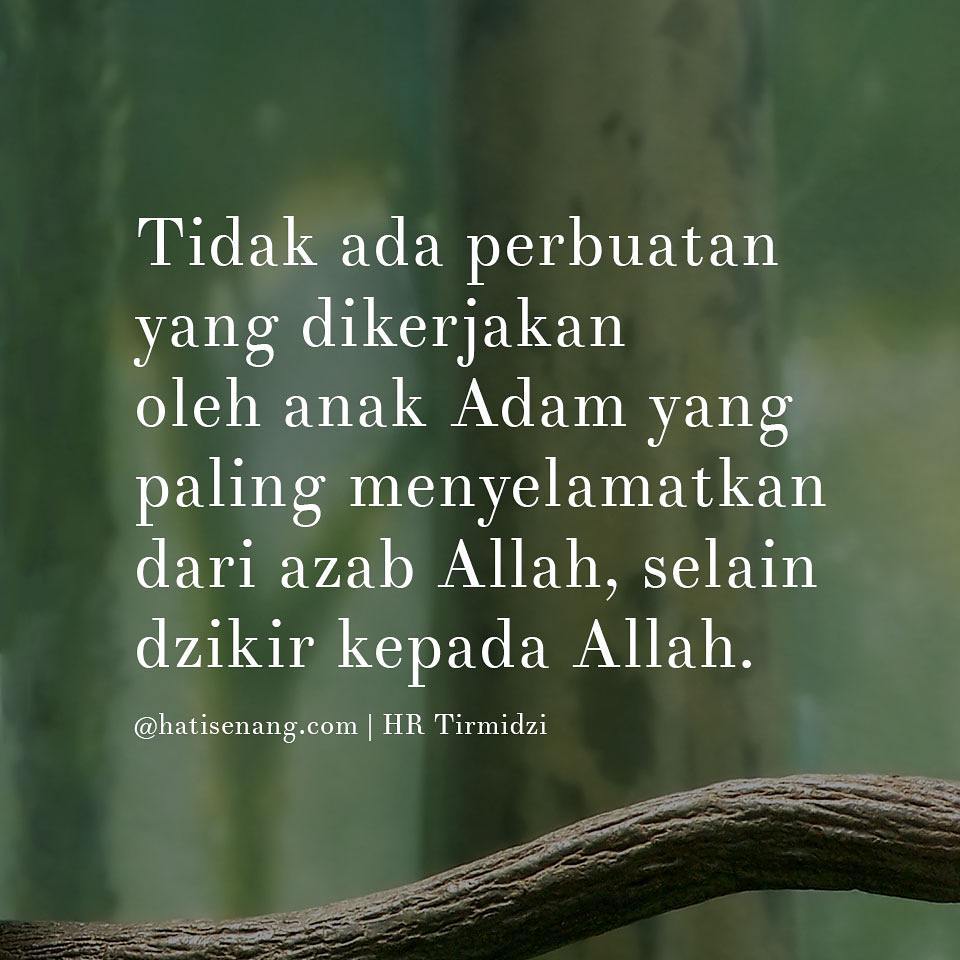 Tidak ada perbuatan
yang dikerjakan
oleh anak Adam yang
paling menyelamatkan
dari azab Allah, selain
dzikir kepada Allah.
@hatisenang.com | HR Tirmidzi